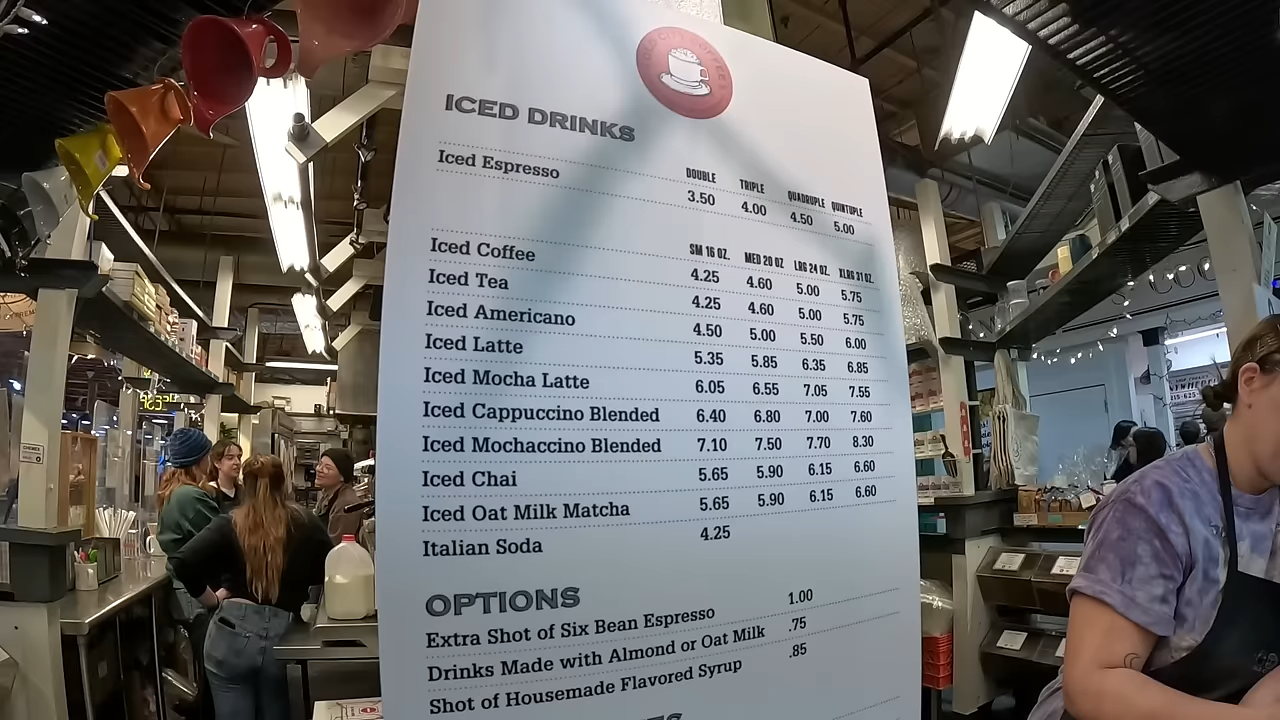 ICED DRINKS
DOUBLE TRIPLE QUADRUPLE QUINTUPLE
Iced Espresso 3.50 4.00 4.50 5.00
SM 16 OZ. MED 20 OZ LRG 24 OZ. XLRG 31 OZ.
Iced Coffee 4.25 4.60 5.00 5.75
Iced Tea 4.25 4.60 5.00 5.75
Iced Americano 4.50 5.00 5.50 6.00
Iced Latte 5.35 5.85 6.35 6.85
Iced Mocha Latte 6.05 6.55 7.05 7.55
Iced Cappuccino Blended 6.40 6.80 7.00 7.60
Iced Mochaccino Blended 7.10 7.50 7.70 8.30
Iced Chai 5.65 5.90 6.15 6.60
Iced Oat Milk Matcha 5.65 5.90 6.15 6.60
Italian Soda 4.25
OPTIONS
Extra Shot of Six Bean Espresso 1.00
Drinks Made with Almond or Oat Milk .75
Shot of Housemade Flavored Syrup .85